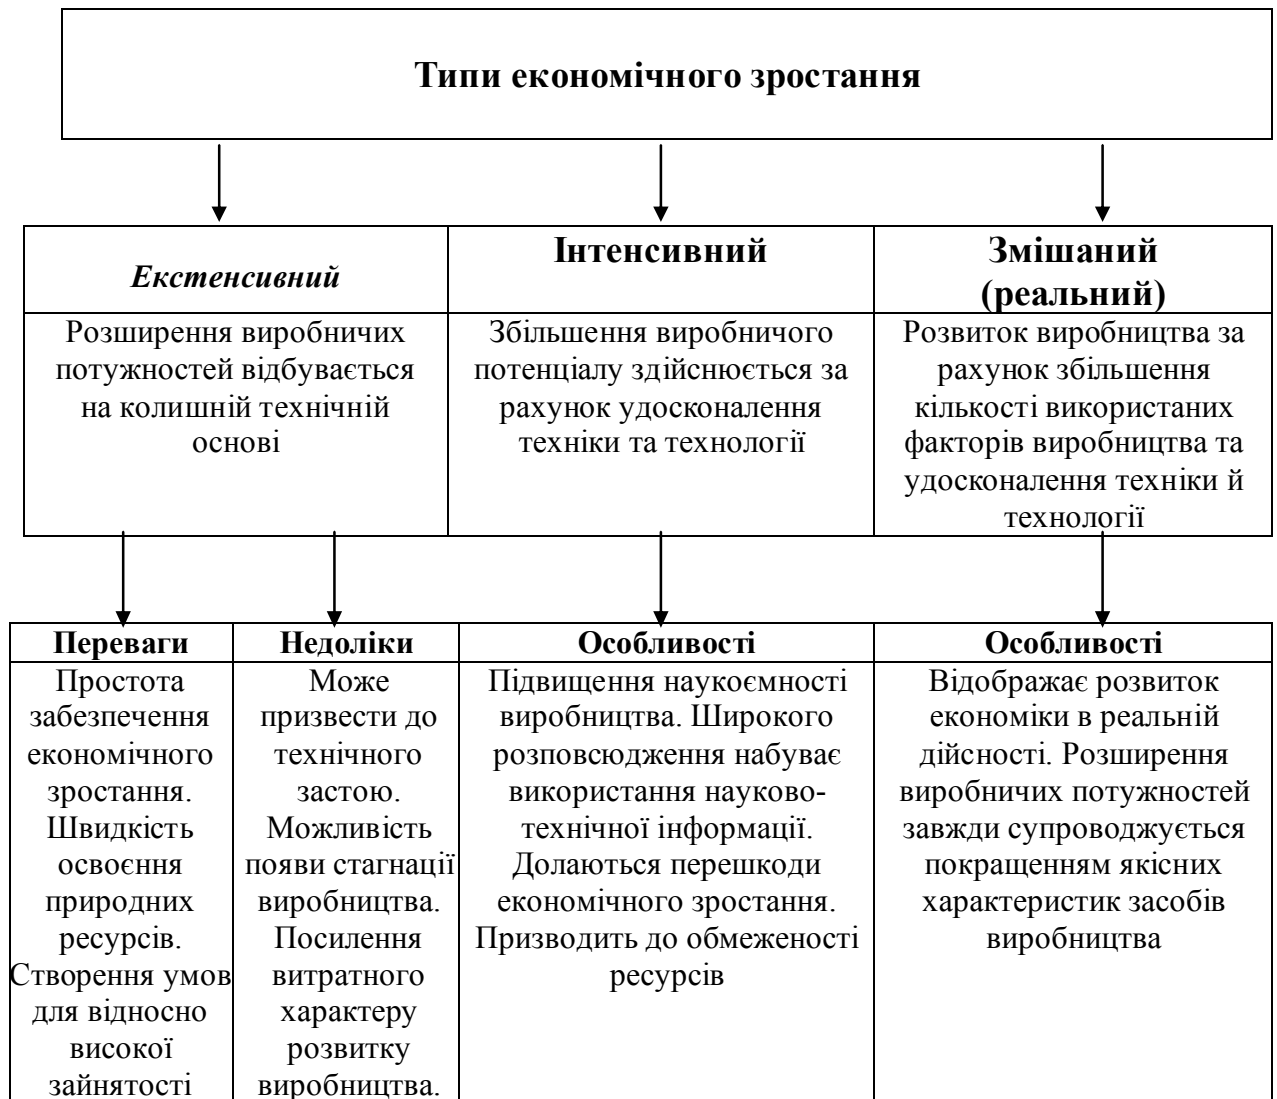 Типи економічного зростання
Екстенсивний
Інтенсивний
Змішаний
(реальний)
Розширення виробничих
потужностей відбувається
на колишній технічній
основі
Збільшення виробничого
потенціалу здійснюється за
рахунок удосконалення
техніки та технології
Розвиток виробництва за
рахунок збільшення
кількості використаних
факторів виробництва та
удосконалення техніки й
технології
Переваги
Простота
забезпечення
економічного
зростання.
Швидкість
освоєння
природних
ресурсів.
Створення умов
для відносно
високої
зайнятості
Недоліки
Може
призвести до
технічного
застою.
Можливість
появи стагнації
виробництва.
Посилення
витратного
характеру
розвитку
виробництва.
Особливості
Підвищення наукоємності
виробництва. Широкого
розповсюдження набуває
використання науково-
технічної інформації.
Долаються перешкоди
економічного зростання.
Призводить до обмеженості
ресурсів
Особливості
Відображає розвиток
економіки в реальній
дійсності. Розширення
виробничих потужностей
завжди супроводжується
покращенням якісних
характеристик засобів
виробництва